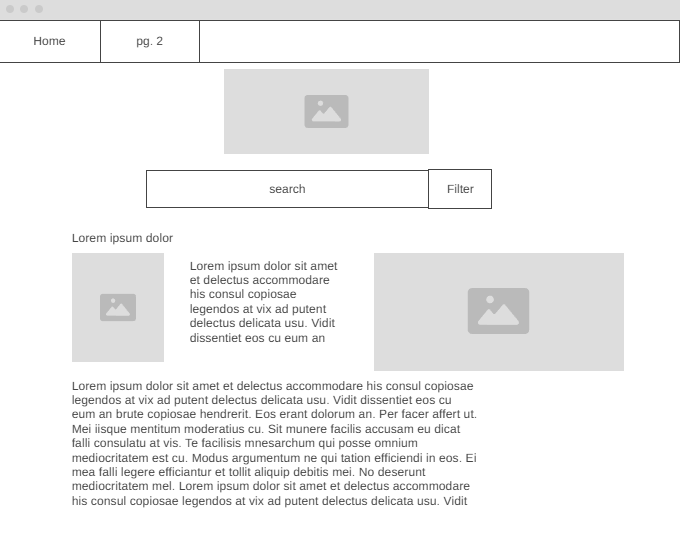 Home
pg. 2
search
Filter
Lorem ipsum dolor
Lorem ipsum dolor sit amet
et delectus accommodare
his consul copiosae
legendos at vix ad putent
delectus delicata usu. Vidit
dissentiet eos cu eum an
Lorem ipsum dolor sit amet et delectus accommodare his consul copiosae
legendos at vix ad putent delectus delicata usu. Vidit dissentiet eos cu
eum an brute copiosae hendrerit. Eos erant dolorum an. Per facer affert ut.
Mei iisque mentitum moderatius cu. Sit munere facilis accusam eu dicat
falli consulatu at vis. Te facilisis mnesarchum qui posse omnium
mediocritatem est cu. Modus argumentum ne qui tation efficiendi in eos. Ei
mea falli legere efficiantur et tollit aliquip debitis mei. No deserunt
mediocritatem mel. Lorem ipsum dolor sit amet et delectus accommodare
his consul copiosae legendos at vix ad putent delectus delicata usu. Vidit